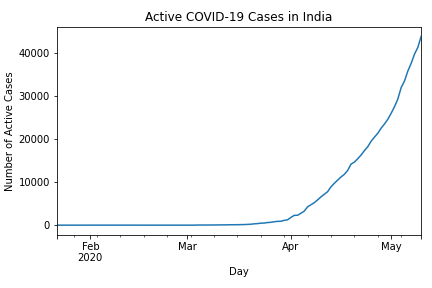 Active COVID-19 Cases in India
Number of Active Cases
40000
30000
20000
10000
0
Feb
2020
Mar
Apr
May
Day